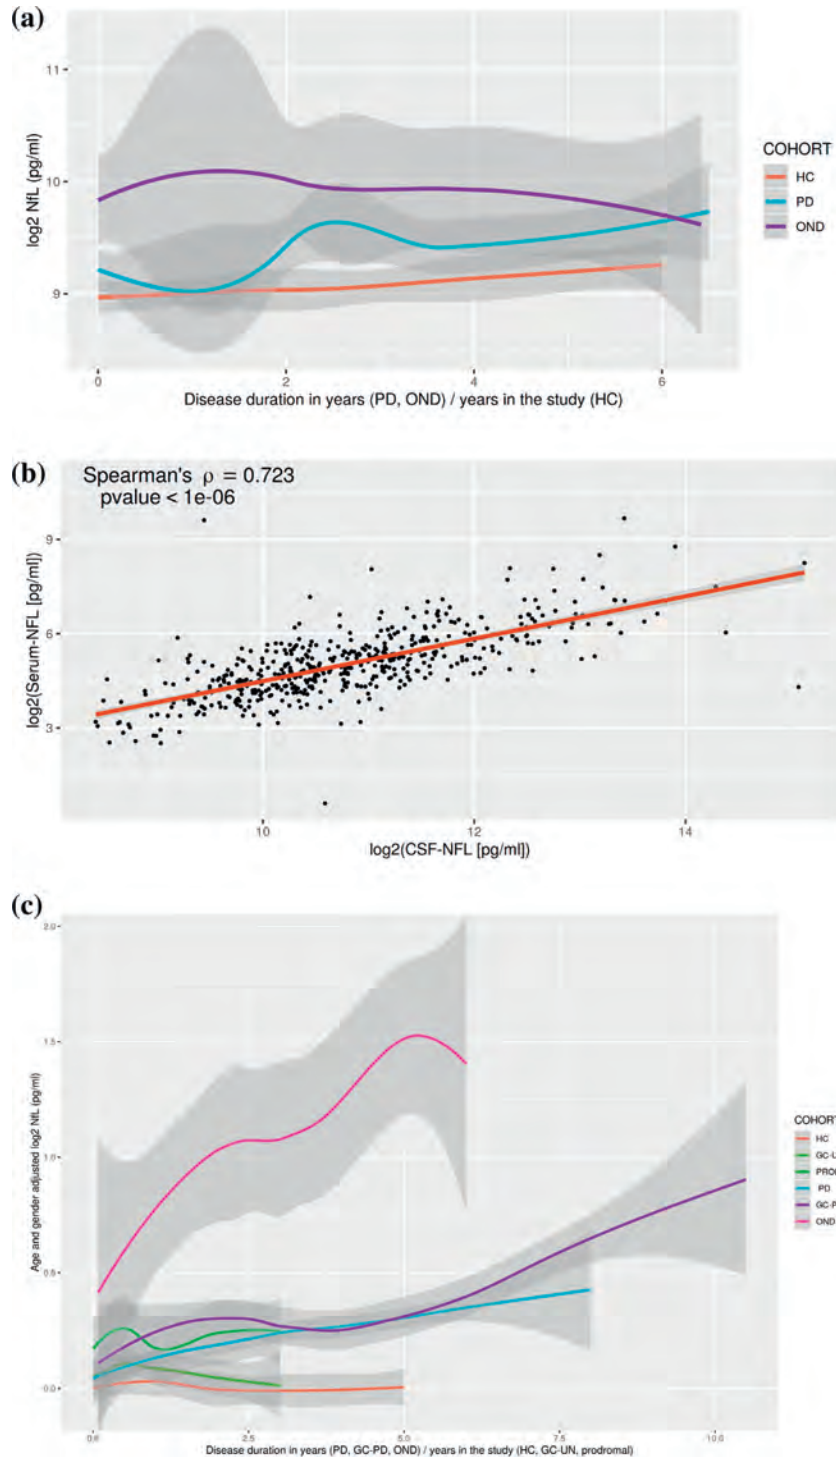 (a)
11
10
9
log2 NfL (pg/ml)
0 2 4 6
Disease duration in years (PD, OND) / years in the study (HC)
COHORT
HC
PD
OND
(b)
Spearman's ρ = 0.723
pvalue < 1e-06
9
6
3
log2(Serum-NFL [pg/ml])
10 12 14
log2(CSF-NFL [pg/ml])
(c)
2.0
1.5
1.0
0.5
0.0
Age and gender adjusted log2 NfL (pg/ml)
2.5 5.0 7.5 10.0
Disease duration in years (PD, GC-PD, OND) / years in the study (HC, GC-UN, prodromal)
COHORT
HC
GC-U
PROI
PD
GC-P
OND